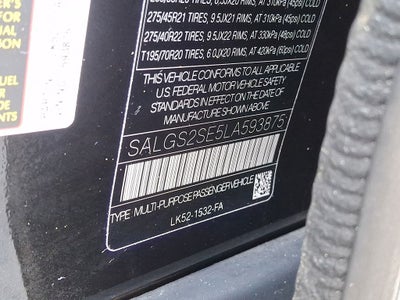 275/45R21 TIRES, 9.5JX21 RIMS, AT 310kPa (45psi) COLD
275/40R22 TIRES, 9.5JX22 RIMS, AT 330kPa (48psi) COLD
T195/70R20 TIRES, 6.0JX20 RIMS, AT 420kPa (60psi) COLD
THIS VEHICLE CONFORMS TO ALL APPLICABLE
U.S. FEDERAL MOTOR VEHICLE SAFETY
STANDARDS IN EFFECT ON THE DATE OF
MANUFACTURE SHOWN ABOVE
SALGS2SE5LA593875
TYPE: MULTI-PURPOSE PASSENGER VEHICLE
LK52-1532-FA